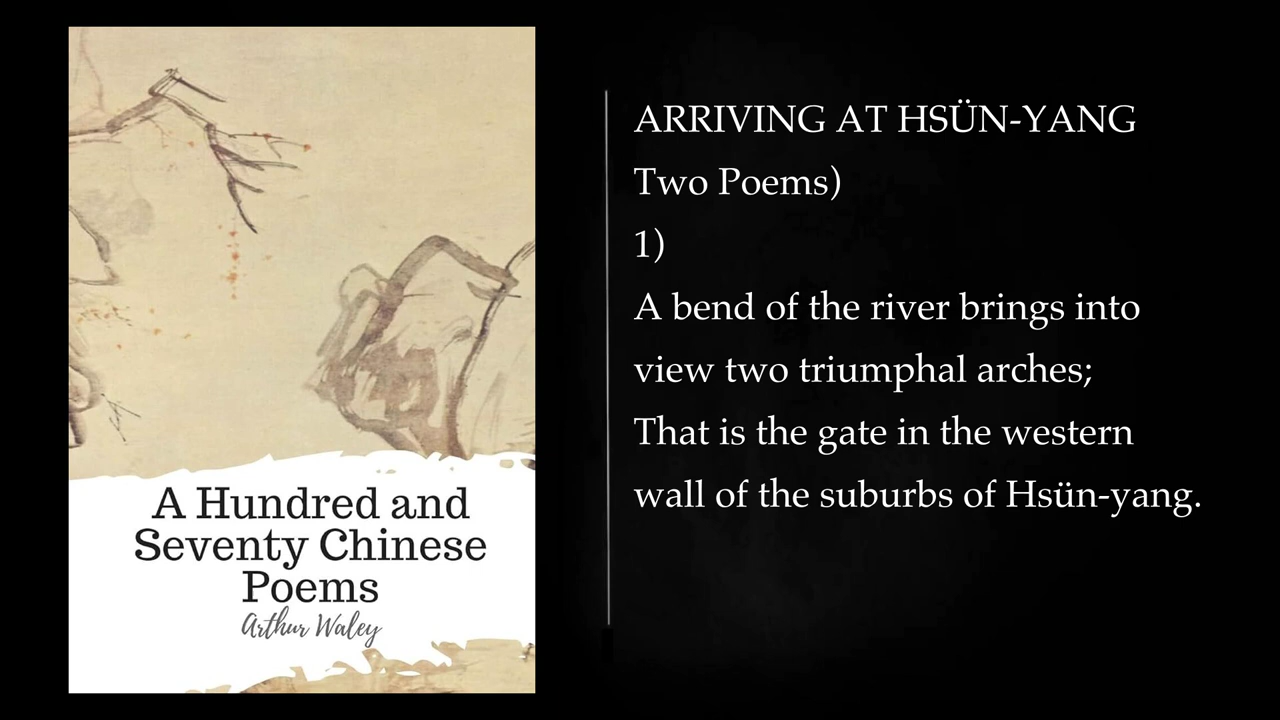 A Hundred and
Seventy Chinese
Poems
Arthur Waley
ARRIVING AT HSÜN-YANG
Two Poems)
1)
A bend of the river brings into
view two triumphal arches;
That is the gate in the western
wall of the suburbs of Hsün-yang.